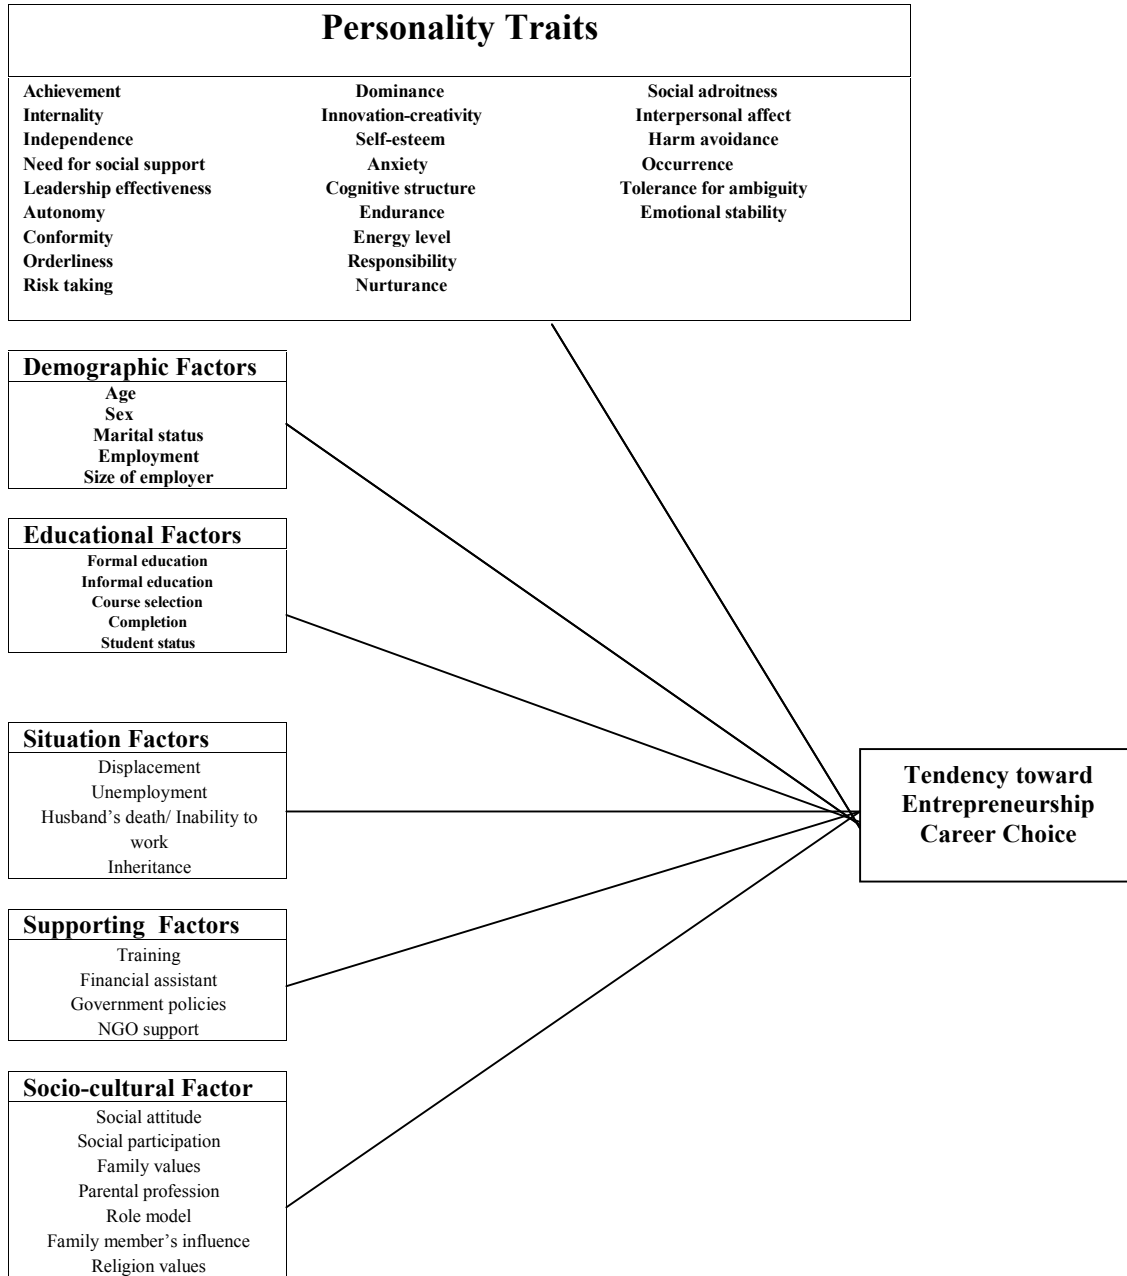 Personality Traits
Achievement Dominance Social adroitness
Internality Innovation-creativity Interpersonal affect
Independence Self-esteem Harm avoidance
Need for social support Anxiety Occurrence
Leadership effectiveness Cognitive structure Tolerance for ambiguity
Autonomy Endurance Emotional stability
Conformity Energy level
Orderliness Responsibility
Risk taking Nurturance
Demographic Factors
Age
Sex
Marital status
Employment
Size of employer
Educational Factors
Formal education
Informal education
Course selection
Completion
Student status
Situation Factors
Displacement
Unemployment
Husband's death/ Inability to
work
Inheritance
Supporting Factors
Training
Financial assistant
Government policies
NGO support
Socio-cultural Factor
Social attitude
Social participation
Family values
Parental profession
Role model
Family member's influence
Religion values
Tendency toward
Entrepreneurship
Career Choice